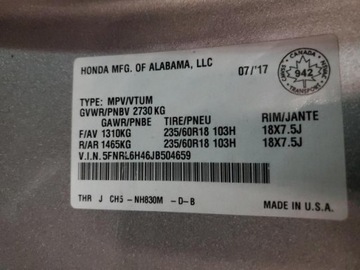 HONDA MFG. OF ALABAMA, LLC 07/'17
CANADA
942
TRANSPORT
TYPE: MPV/VTUM
GVWR/PNBV 2730 KG
GAWR/PNBE TIRE/PNEU RIM/JANTE
F/AV 1310KG 235/60R18 103H 18X7.5J
R/AR 1465KG 235/60R18 103H 18X7.5J
V.I.N. 5FNRL6H46JB504659
THR J CH5 -NH830M -D-B
MADE IN U.S.A.